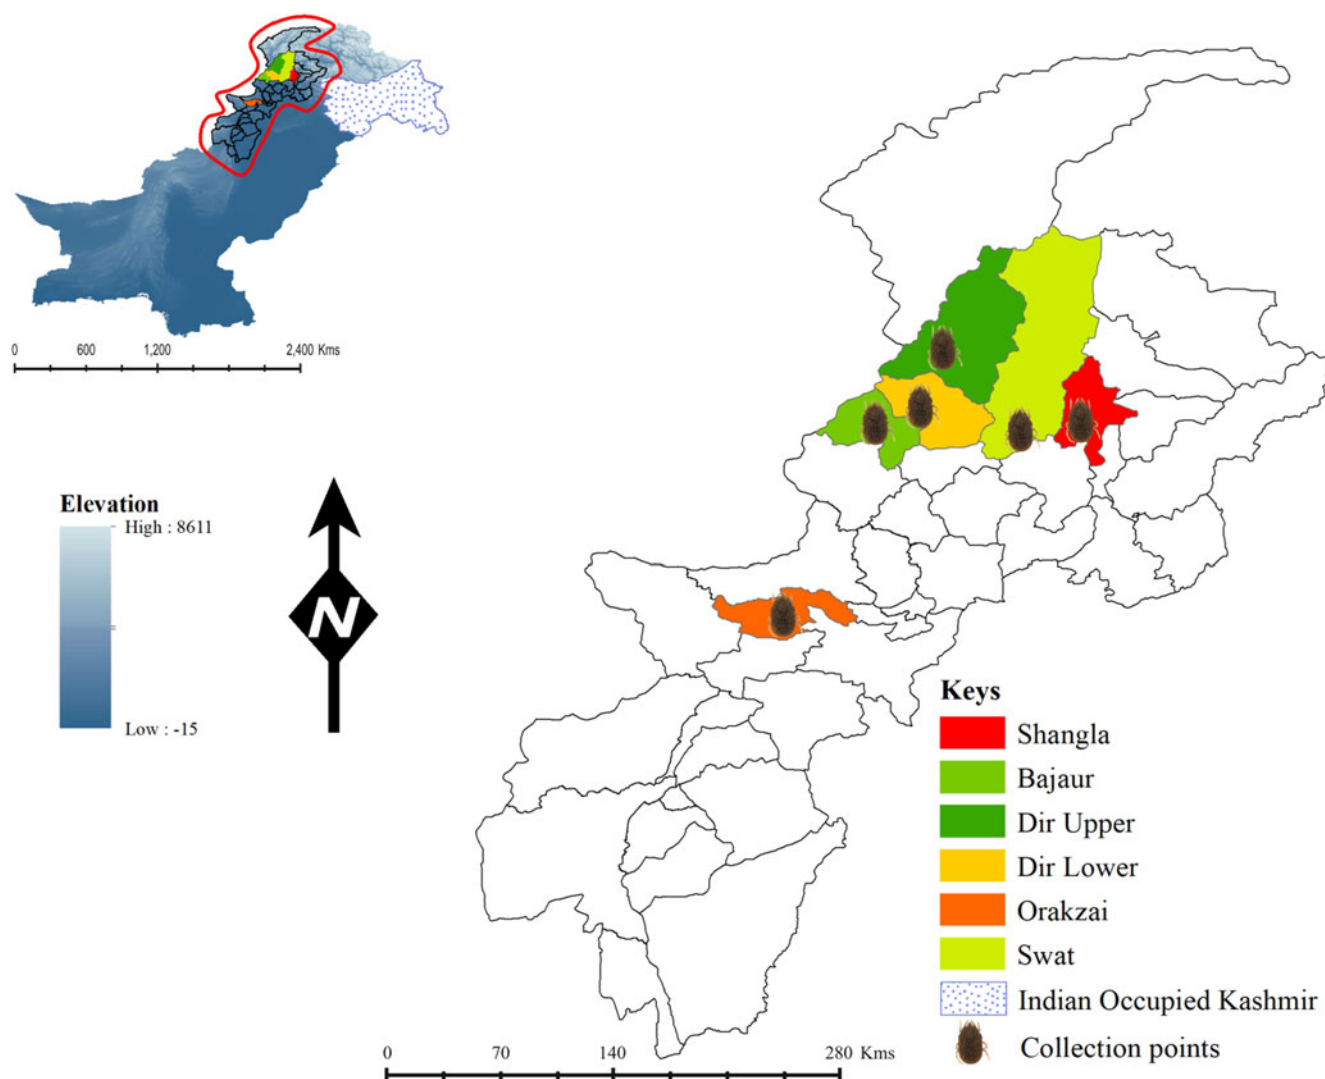 0 600 1,200 2,400 Kms
Elevation
High : 8611
Low : -15
N
Keys
Shangla
Bajaur
Dir Upper
Dir Lower
Orakzai
Swat
Indian Occupied Kashmir
Collection points
0 70 140 280 Kms